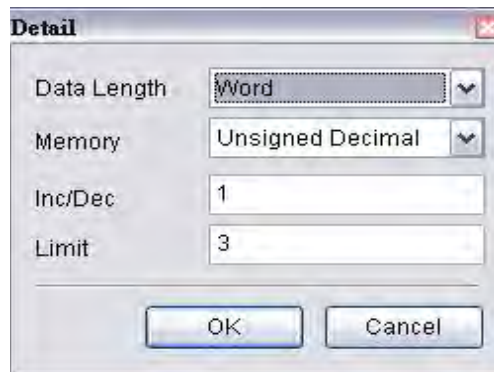 Detail
Data Length Word
Memory Unsigned Decimal
Inc/Dec 1
Limit 3
OK Cancel